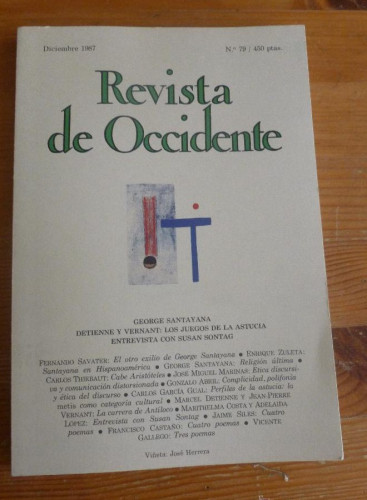 Diciembre 1987 N.º 79 : 450 ptas.
Revista
de Occidente
GEORGE SANTAYANA
DETIENNE Y VERNANT: LOS JUEGOS DE LA ASTUCIA
ENTREVISTA CON SUSAN SONTAG
FERNANDO SAVATER: El otro exilio de George Santayana • ENRIQUE ZULETA:
Santayana en Hispanoamérica • GEORGE SANTAYANA: Religión última •
CARLOS THIEBAUT: Cabe Aristóteles • JOSÉ MIGUEL MARINAS: Ética discursi-
va y comunicación distorsionada • GONZALO ABRIL: Complicidad, polifonía
y ética del discurso • CARLOS GARCÍA GUAL: Perfiles de la astucia: la
metis como categoría cultural • MARCEL DETIENNE Y JEAN PIERRE
VERNANT: La carrera de Antíloco • MARITHELMA COSTA Y ADELAIDA
LÓPEZ: Entrevista con Susan Sontag • JAIME SILES: Cuatro
poemas • FRANCISCO CASTAÑO: Cuatro poemas • VICENTE
GALLEGO: Tres poemas
Viñeta: José Herrera